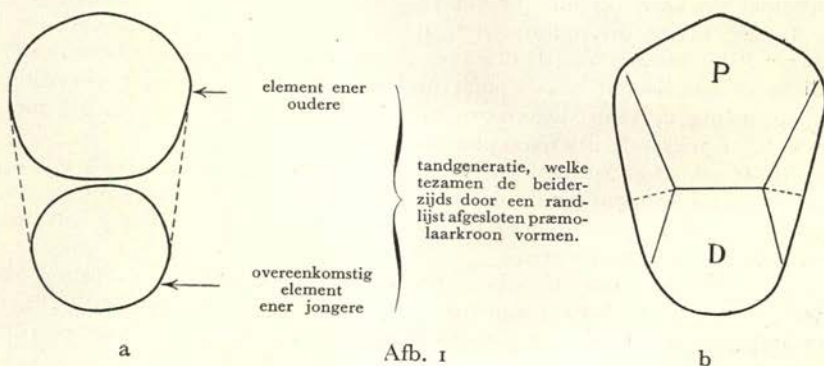 element ener
oudere
overeenkomstig
element
ener jongere
tandgeneratie, welke
tezamen de beider-
zijds door een rand-
lijst afgesloten præmo-
laarkroon vormen.
P
D
a
Afb. 1
b